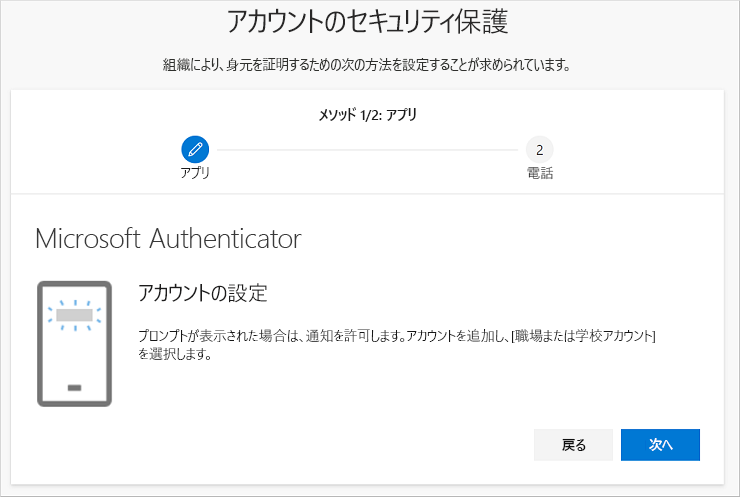 アカウントのセキュリティ保護
組織により、身元を証明するための次の方法を設定することが求められています。
メソッド 1/2: アプリ
2
アプリ
電話
Microsoft Authenticator
アカウントの設定
プロンプトが表示された場合は、通知を許可します。アカウントを追加し、[職場または学校アカウント]
を選択します。
戻る
次へ